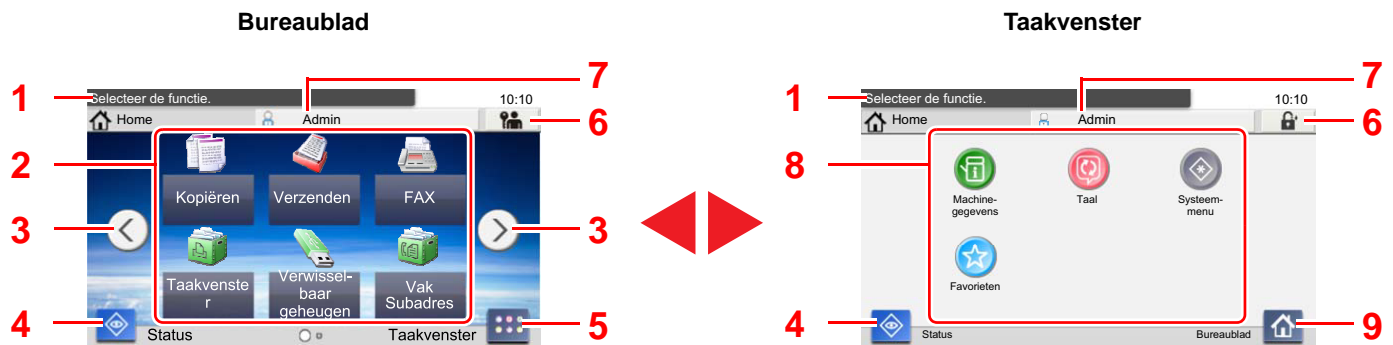 Bureaublad
Taakvenster
1
Selecteer de functie.
7
10:10
Home
Admin
6
2
Kopiëren
Verzenden
FAX
3
3
Taakvenste
r
Verwissel-
baar
geheugen
Vak
Subadres
4
Status
Taakvenster
5
1
Selecteer de functie.
7
10:10
Home
Admin
6
8
Machine-
gegevens
Taal
Systeem-
menu
Favorieten
4
Status
Bureaublad
9